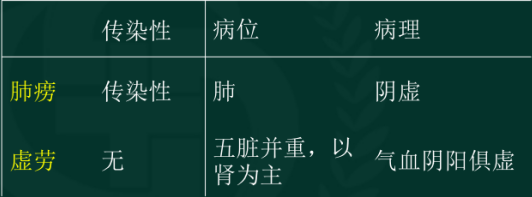 传染性 病位 病理
肺痨 传染性 肺 阴虚
虚劳 无 五脏并重，以 气血阴阳俱虚
肾为主